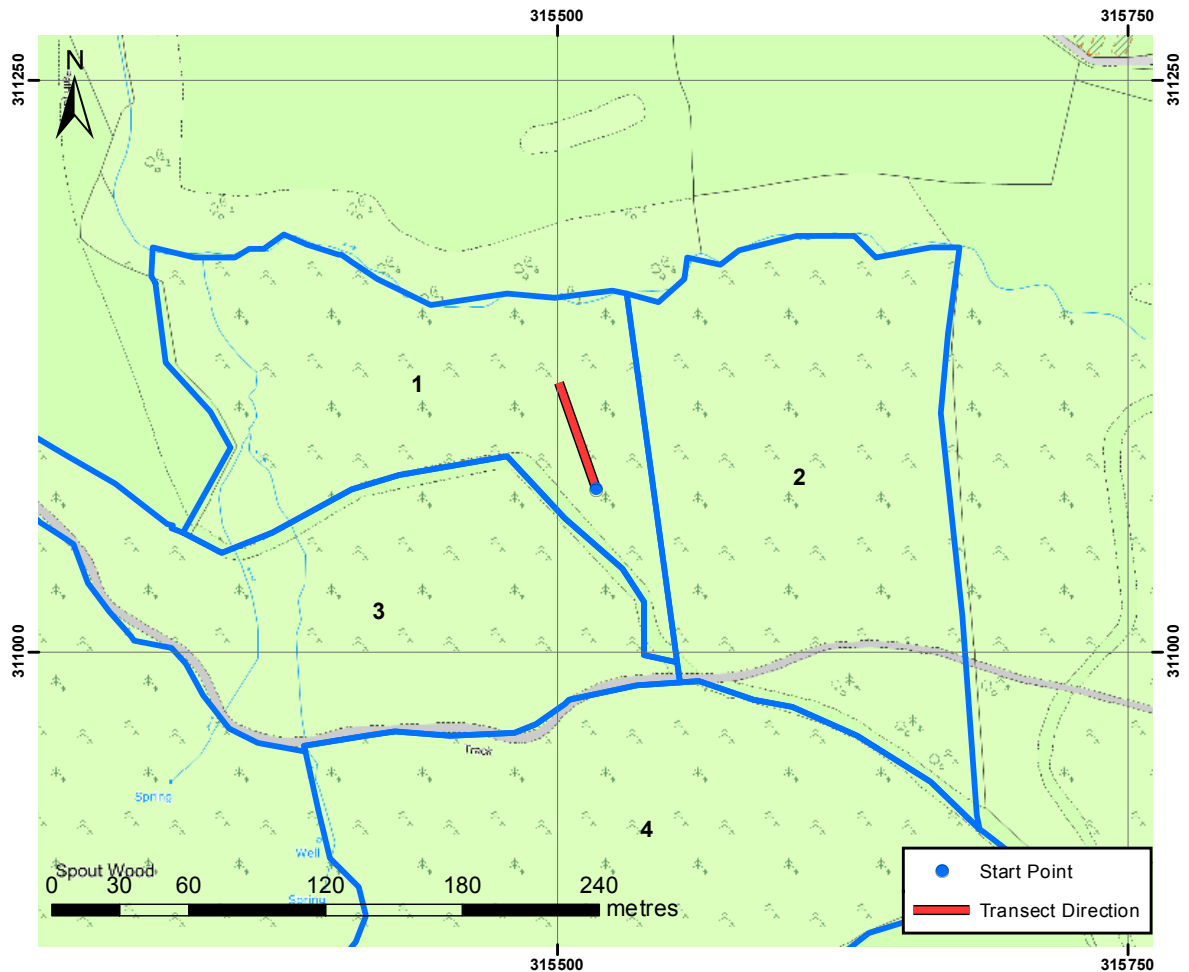 315500 315750
311250 311250
N
1
2
3
311000 311000
Track
Spring
4
Well
Spout Wood
Spring
0 30 60 120 180 240
metres
Start Point
Transect Direction
315500 315750